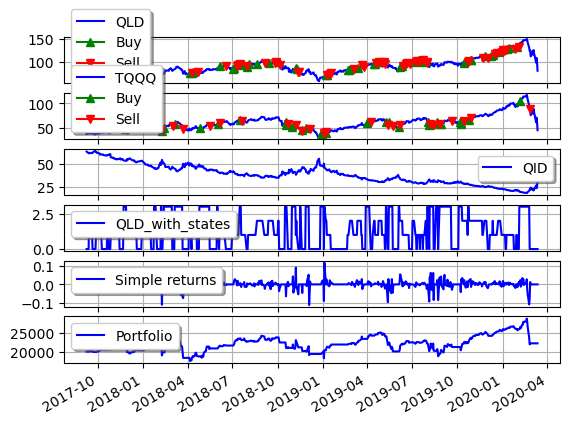 QLD
Buy
Sell
150
100
TQQQ
Buy
Sell
100
50
QID
50
25
QLD_with_states
2.5
0.0
Simple returns
0.1
0.0
−0.1
Portfolio
25000
20000
2017-10
2018-01
2018-04
2018-07
2018-10
2019-01
2019-04
2019-07
2019-10
2020-01
2020-04